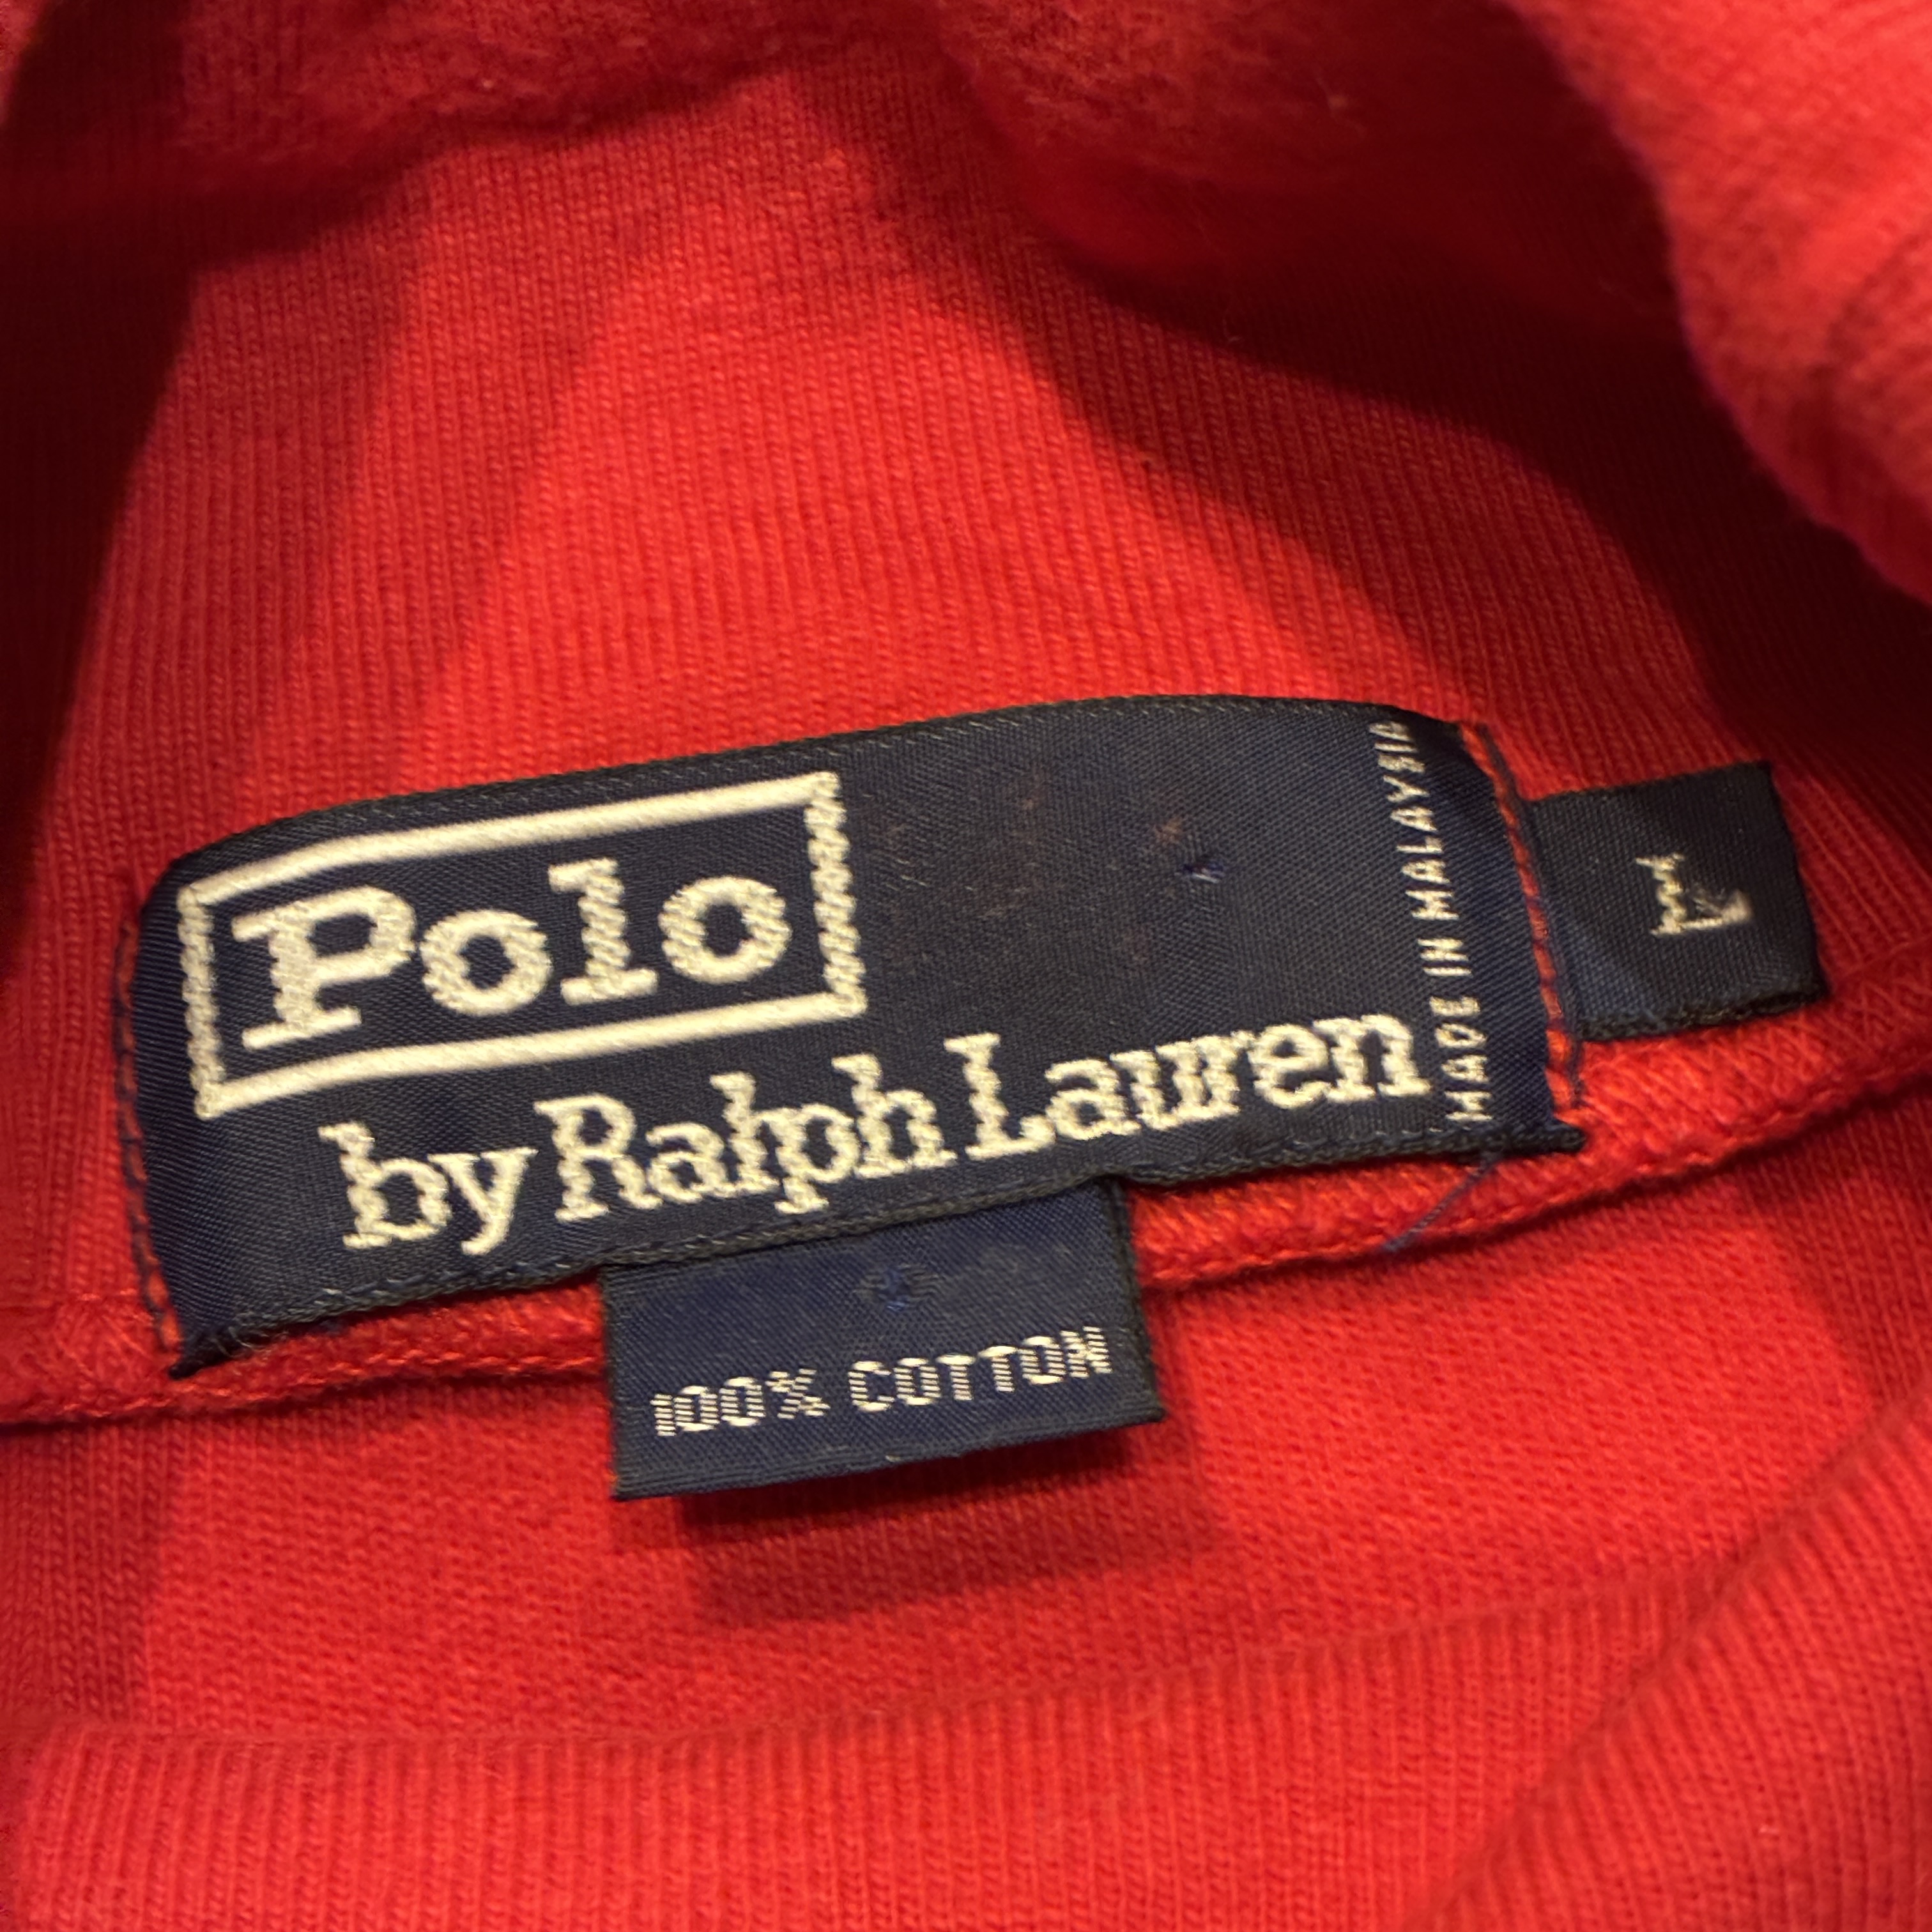 Polo
by Ralph Lauren
MADE IN MALAYSIA
L
100% COTTON